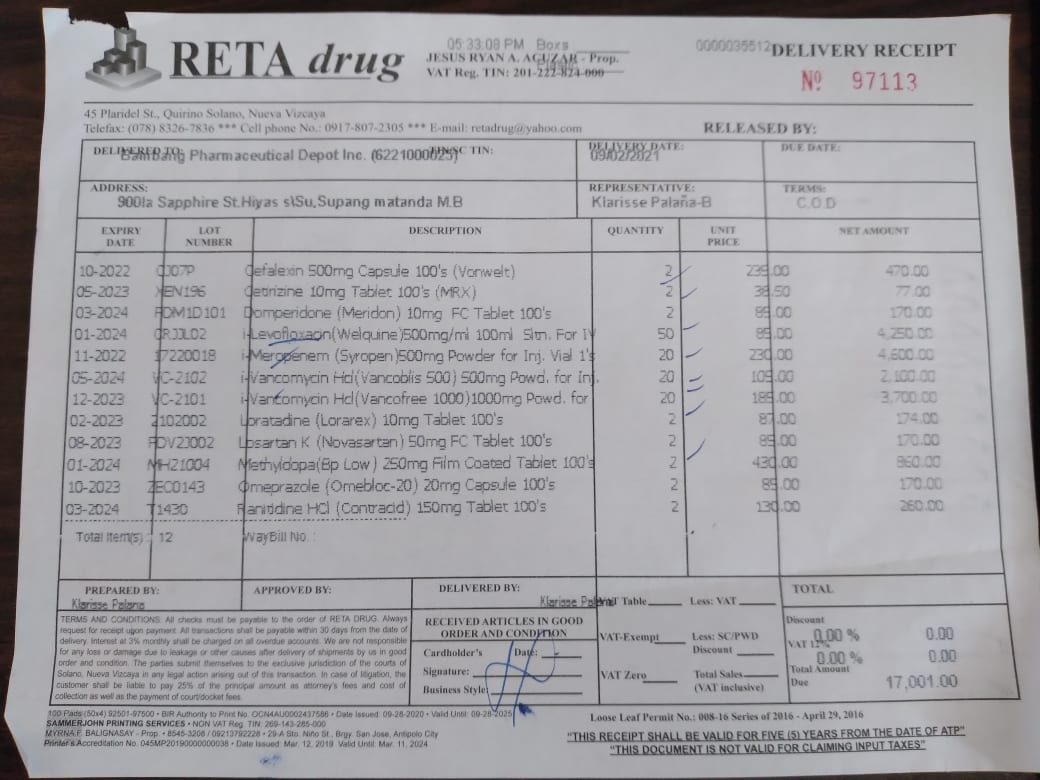 RETA drug
05:33:08 PM Boxs
JESUS RYAN A. AGUZAR - Prop.
VAT Reg. TIN: 201-222-824-000
0000035512
DELIVERY RECEIPT
Nº 97113
45 Plaridel St., Quirino Solano, Nueva Vizcaya
Telefax: (078) 8326-7836 *** Cell phone No.: 0917-807-2305 *** E-mail: retadrug@yahoo.com
RELEASED BY:
DELIVERED TO: TIN/SC TIN: DELIVERY DATE: DUE DATE:
Bambang Pharmaceutical Depot Inc. (6221000025) 09/02/2021
ADDRESS: REPRESENTATIVE: TERMS:
900Ia Sapphire St.Hiyas s\Su,Supang matanda M.B Klarisse Palaña-B C.O.D
EXPIRY DATE LOT NUMBER DESCRIPTION QUANTITY UNIT PRICE NET AMOUNT
10-2022 Cefalexin 500mg Capsule 100's (Vonwelt) 2 235.00 470.00
05-2023 XEN196 Cetirizine 10mg Tablet 100's (MRX) 2 38.50 77.00
03-2024 FDM1D101 Domperidone (Meridon) 10mg FC Tablet 100's 2 85.00 170.00
01-2024 i-Levofloxacin(Welquine)500mg/ml 100ml Sltn. For IV 50 85.00 4,250.00
11-2022 17220018 i-Meropenem (Syropen)500mg Powder for Inj. Vial 1's 20 230.00 4,600.00
05-2024 VC-2102 i-Vancomycin Hcl(Vancoblis 500) 500mg Powd. for Inj. 20 105.00 2,100.00
12-2023 VC-2101 i-Vancomycin Hcl(Vancofree 1000)1000mg Powd. for 20 185.00 3,700.00
02-2023 2102002 Loratadine (Lorarex) 10mg Tablet 100's 2 87.00 174.00
08-2023 Losartan K (Novasartan) 50mg FC Tablet 100's 2 85.00 170.00
01-2024 MH21004 Methyldopa(Bp Low ) 250mg Film Coated Tablet 100's 2 430.00 860.00
10-2023 ZEC0143 Omeprazole (Omebloc-20) 20mg Capsule 100's 2 85.00 170.00
03-2024 T1430 Ranitidine HCl (Contracid) 150mg Tablet 100's 2 130.00 260.00
Total Item(s) : 12 WayBill No. :
PREPARED BY: APPROVED BY: DELIVERED BY:
Klarisse Palana Klarisse Palana
VAT Table Less: VAT
TOTAL
TERMS AND CONDITIONS: All checks must be payable to the order of RETA DRUG. Always
request for receipt upon payment. All transactions shall be payable within 30 days from the date of
delivery. Interest at 3% monthly shall be charged on all overdue accounts. We are not responsible
for any loss or damage due to leakage or other causes after delivery of shipments by us in good
order and condition. The parties submit themselves to the exclusive jurisdiction of the courts of
Solano, Nueva Vizcaya in any legal action arising out of this transaction. In case of litigation, the
customer shall be liable to pay 25% of the principal amount as attorney's fees and cost of
collection as well as the payment of court/docket fees.
RECEIVED ARTICLES IN GOOD
ORDER AND CONDITION
Cardholder's Date:
Signature:
Business Style:
VAT-Exempt Less: SC/PWD
Discount
VAT Zero Total Sales
(VAT inclusive)
Discount
0.00 % 0.00
VAT 12%
0.00 % 0.00
Total Amount
Due 17,001.00
100 Pads (50x4) 92501-97500 • BIR Authority to Print No. OCN4AU0002437586 • Date Issued: 09-28-2020 • Valid Until: 09-28-2025
SAMMERJOHN PRINTING SERVICES • NON VAT Reg. TIN: 269-143-285-000
MYRNA F. BALIGNASAY - Prop. • 8545-3208 / 09213792228 • 29-A Sto. Niño St., Brgy. San Jose, Antipolo City
Printer's Accreditation No. 045MP20190000000038 • Date Issued: Mar. 12, 2019 Valid Until: Mar. 11, 2024
Loose Leaf Permit No.: 008-16 Series of 2016 - April 29, 2016
"THIS RECEIPT SHALL BE VALID FOR FIVE (5) YEARS FROM THE DATE OF ATP"
"THIS DOCUMENT IS NOT VALID FOR CLAIMING INPUT TAXES"